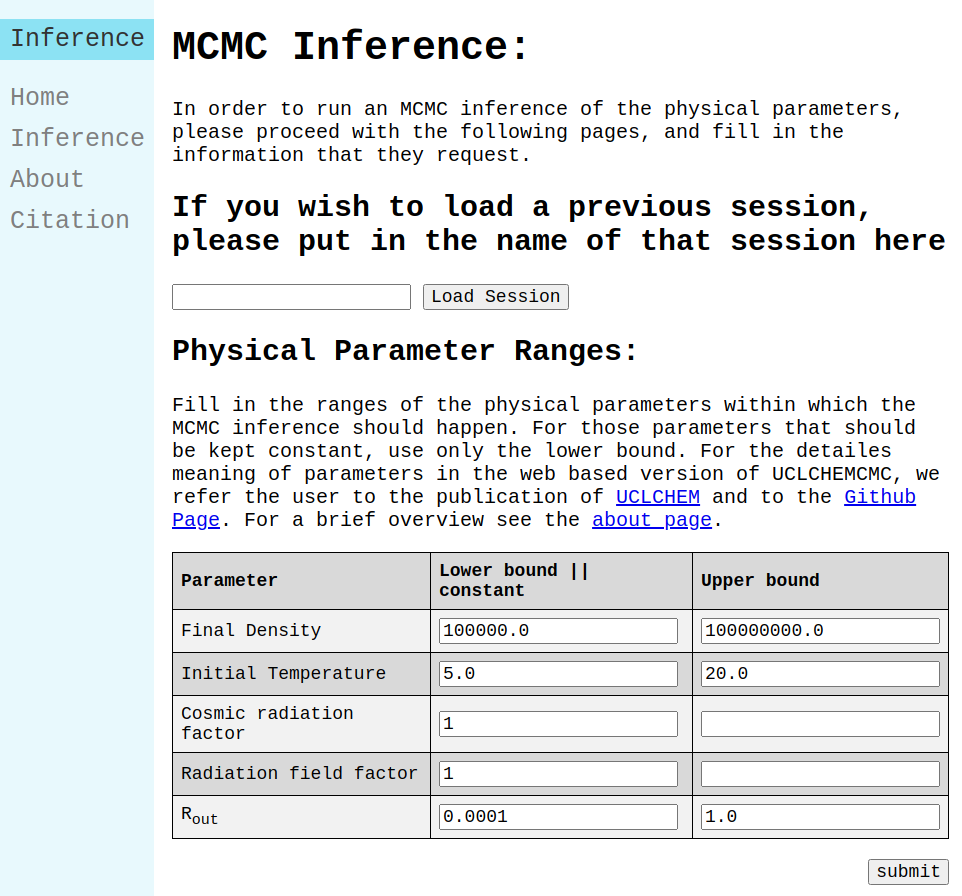 Inference
Home
Inference
About
Citation
MCMC Inference:
In order to run an MCMC inference of the physical parameters,
please proceed with the following pages, and fill in the
information that they request.
If you wish to load a previous session,
please put in the name of that session here
Load Session
Physical Parameter Ranges:
Fill in the ranges of the physical parameters within which the
MCMC inference should happen. For those parameters that should
be kept constant, use only the lower bound. For the detailes
meaning of parameters in the web based version of UCLCHEMCMC, we
refer the user to the publication of UCLCHEM and to the Github
Page. For a brief overview see the about page.
Parameter
Lower bound ||
constant
Upper bound
Final Density
100000.0
100000000.0
Initial Temperature
5.0
20.0
Cosmic radiation
factor
1
Radiation field factor
1
Rout
0.0001
1.0
submit